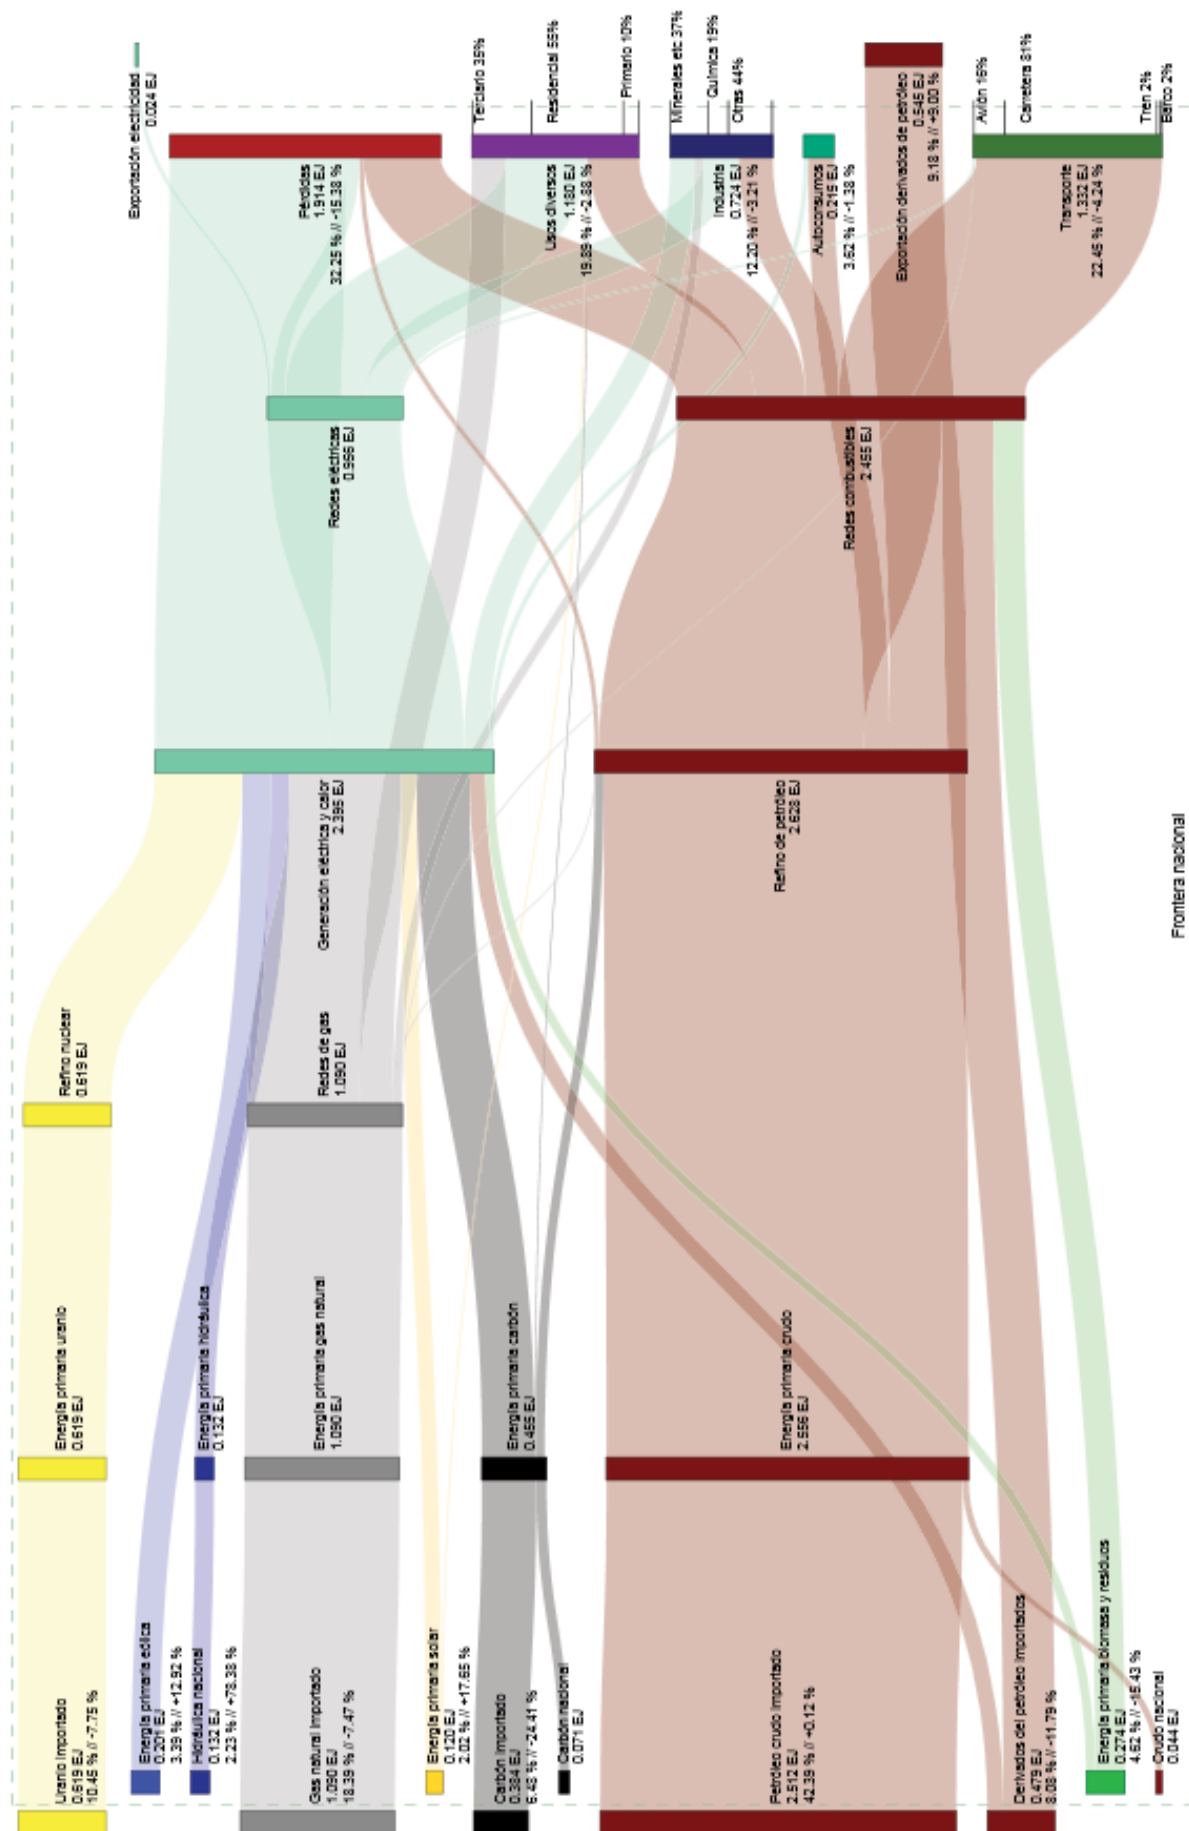 Uranio importado
0.619 EJ
10.45 % // -7.75 %
Energía primaria eólica
0.201 EJ
3.39 % // +12.92 %
Hidráulica nacional
0.132 EJ
2.23 % // +78.38 %
Gas natural importado
1.090 EJ
18.39 % // -7.47 %
Energía primaria solar
0.120 EJ
2.02 % // +17.65 %
Carbón importado
0.384 EJ
6.48 % // -24.41 %
Carbón nacional
0.071 EJ
Petróleo crudo importado
2.512 EJ
42.39 % // +0.12 %
Derivados del petróleo importados
0.479 EJ
8.08 % // -11.79 %
Energía primaria biomasa y residuos
0.274 EJ
4.62 % // -15.43 %
Crudo nacional
0.044 EJ
Energía primaria uranio
0.619 EJ
Energía primaria hidráulica
0.132 EJ
Energía primaria gas natural
1.090 EJ
Energía primaria carbón
0.455 EJ
Energía primaria crudo
2.556 EJ
Refino nuclear
0.619 EJ
Redes de gas
1.090 EJ
Generación eléctrica y calor
2.395 EJ
Refino de petróleo
2.628 EJ
Redes eléctricas
0.956 EJ
Redes combustibles
2.455 EJ
Exportación electricidad
0.024 EJ
Pérdidas
1.914 EJ
32.25 % // -15.38 %
Terciario 35%
Residencial 55%
Primario 10%
Usos diversos
1.180 EJ
19.89 % // -2.88 %
Minerales etc 37%
Química 19%
Otras 44%
Industria
0.724 EJ
12.20 % // -3.21 %
Autoconsumos
0.215 EJ
3.62 % // -1.38 %
Exportación derivados de petróleo
0.545 EJ
9.18 % // +9.00 %
Avión 16%
Carretera 81%
Tren 2%
Barco 2%
Transporte
1.332 EJ
22.45 % // -4.24 %
Frontera nacional